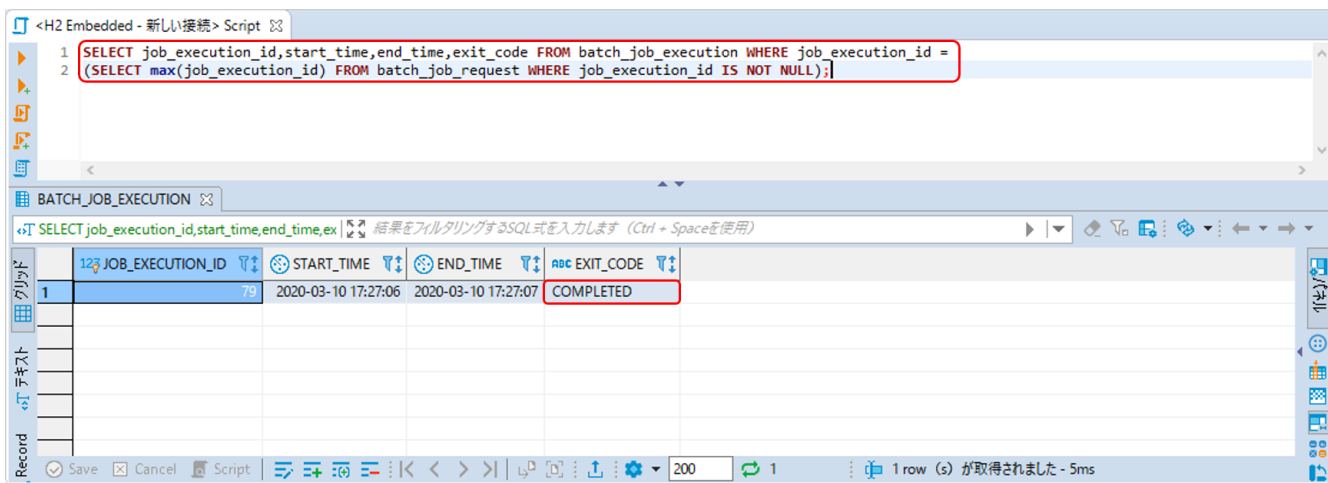 <H2 Embedded - 新しい接続> Script
1 SELECT job_execution_id,start_time,end_time,exit_code FROM batch_job_execution WHERE job_execution_id =
2 (SELECT max(job_execution_id) FROM batch_job_request WHERE job_execution_id IS NOT NULL);
BATCH_JOB_EXECUTION
SELECT job_execution_id,start_time,end_time,ex 結果をフィルタリングするSQL式を入力します (Ctrl + Spaceを使用)
グリッド
123 JOB_EXECUTION_ID START_TIME END_TIME ABC EXIT_CODE
1 79 2020-03-10 17:27:06 2020-03-10 17:27:07 COMPLETED
テキスト
Record
Save Cancel Script 200 1 1 row (s) が取得されました - 5ms